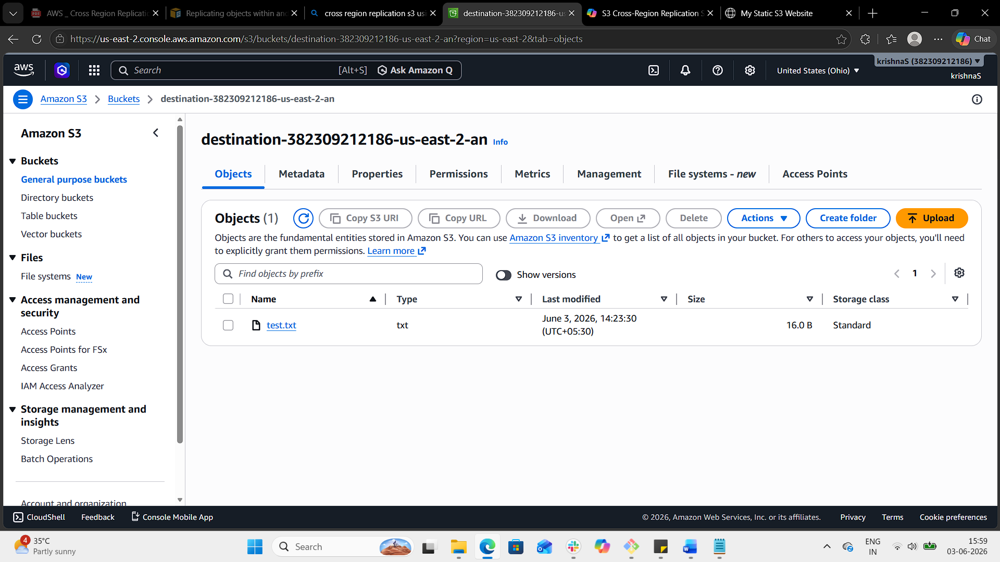 AWS _ Cross Region Replicati
Replicating objects within and
cross region replication s3 usi
destination-382309212186-us
S3 Cross-Region Replication S
My Static S3 Website
https://us-east-2.console.aws.amazon.com/s3/buckets/destination-382309212186-us-east-2-an?region=us-east-2&tab=objects
Chat
aws
Search
[Alt+S]
Ask Amazon Q
United States (Ohio)
krishnaS (382309212186)
krishnaS
Amazon S3
Buckets
destination-382309212186-us-east-2-an
Amazon S3
Buckets
General purpose buckets
Directory buckets
Table buckets
Vector buckets
Files
File systems New
Access management and
security
Access Points
Access Points for FSx
Access Grants
IAM Access Analyzer
Storage management and
insights
Storage Lens
Batch Operations
Account and organization
destination-382309212186-us-east-2-an Info
Objects
Metadata
Properties
Permissions
Metrics
Management
File systems - new
Access Points
Objects (1)
Copy S3 URI
Copy URL
Download
Open
Delete
Actions
Create folder
Upload
Objects are the fundamental entities stored in Amazon S3. You can use Amazon S3 inventory to get a list of all objects in your bucket. For others to access your objects, you'll need
to explicitly grant them permissions. Learn more
Find objects by prefix
Show versions
1
Name
Type
Last modified
Size
Storage class
test.txt
txt
June 3, 2026, 14:23:30
(UTC+05:30)
16.0 B
Standard
CloudShell
Feedback
Console Mobile App
© 2026, Amazon Web Services, Inc. or its affiliates.
Privacy
Terms
Cookie preferences
4
35°C
Partly sunny
Search
ENG
IN
15:59
03-06-2026